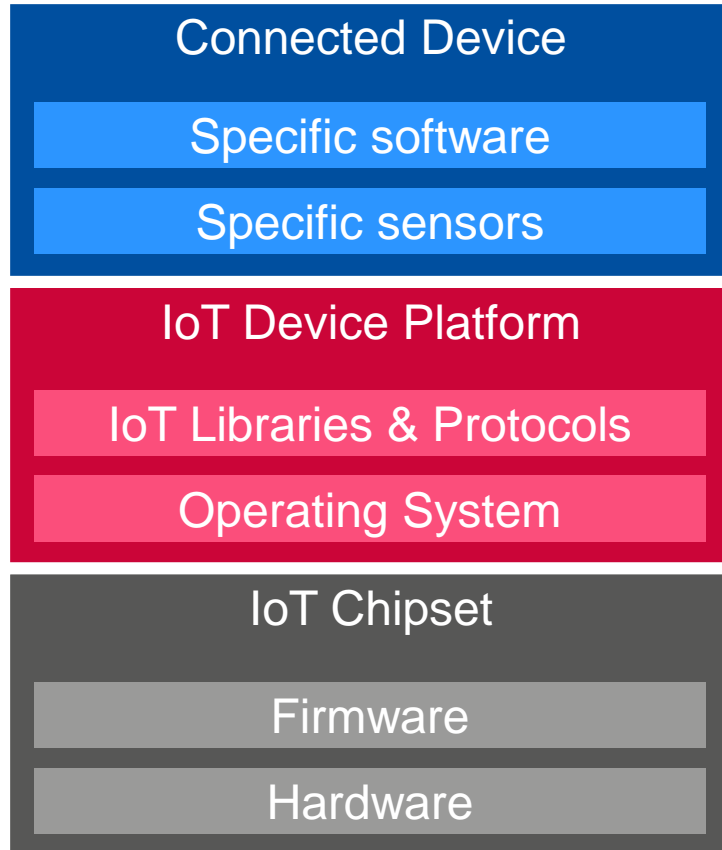 Connected Device
Specific software
Specific sensors
IoT Device Platform
IoT Libraries & Protocols
Operating System
IoT Chipset
Firmware
Hardware